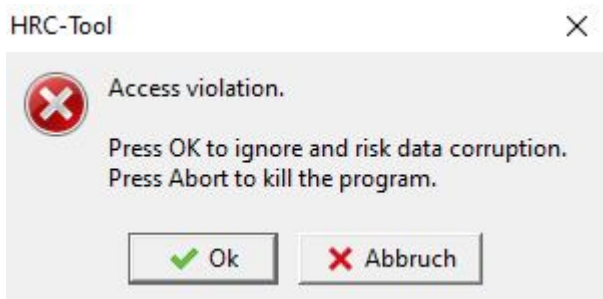 HRC-Tool
Access violation.
Press OK to ignore and risk data corruption.
Press Abort to kill the program.
Ok
Abbruch